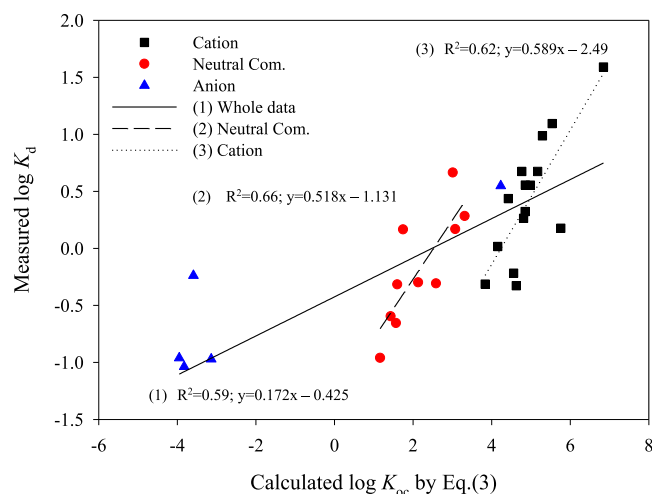 2.0
1.5
1.0
0.5
0.0
-0.5
-1.0
-1.5
Measured log K_d
Cation
Neutral Com.
Anion
(1) Whole data
(2) Neutral Com.
(3) Cation
(3) R²=0.62; y=0.589x – 2.49
(2) R²=0.66; y=0.518x – 1.131
(1) R²=0.59; y=0.172x – 0.425
-6 -4 -2 0 2 4 6 8
Calculated log K_oc by Eq.(3)